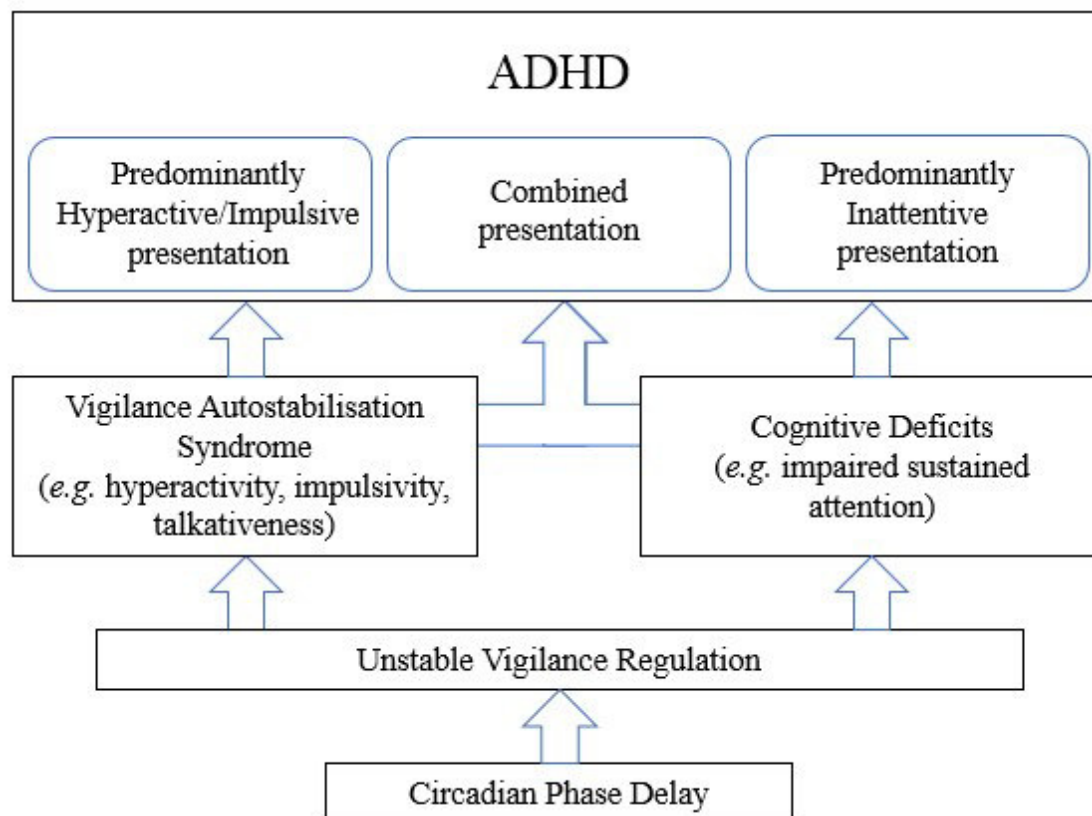 ADHD
Predominantly
Hyperactive/Impulsive
presentation
Combined
presentation
Predominantly
Inattentive
presentation
Vigilance Autostabilisation
Syndrome
(e.g. hyperactivity, impulsivity,
talkativeness)
Cognitive Deficits
(e.g. impaired sustained
attention)
Unstable Vigilance Regulation
Circadian Phase Delay